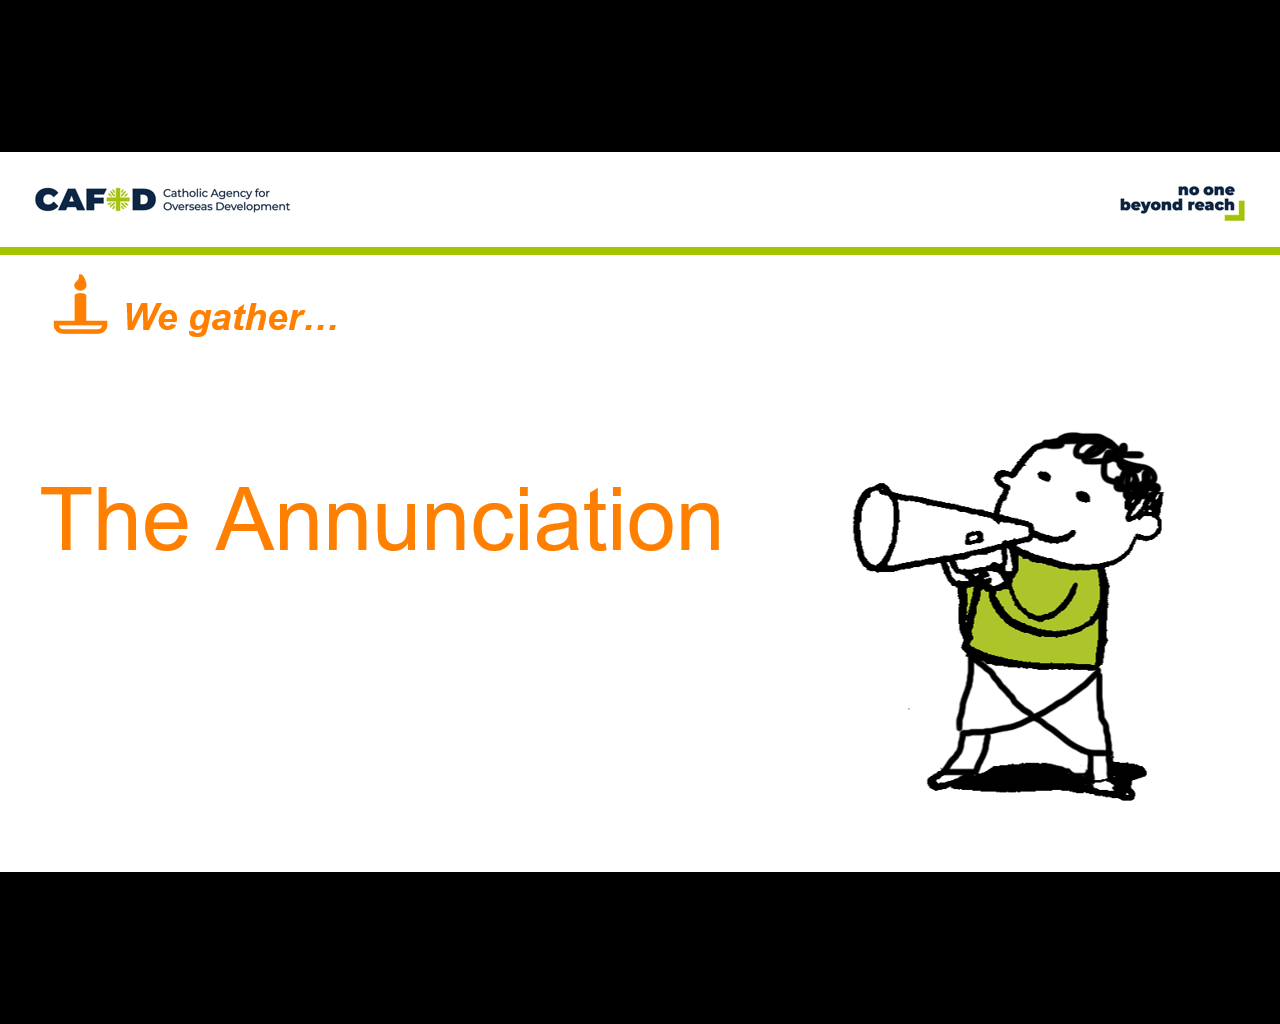 CAFOD
Catholic Agency for
Overseas Development
no one
beyond reach
We gather…
The Annunciation